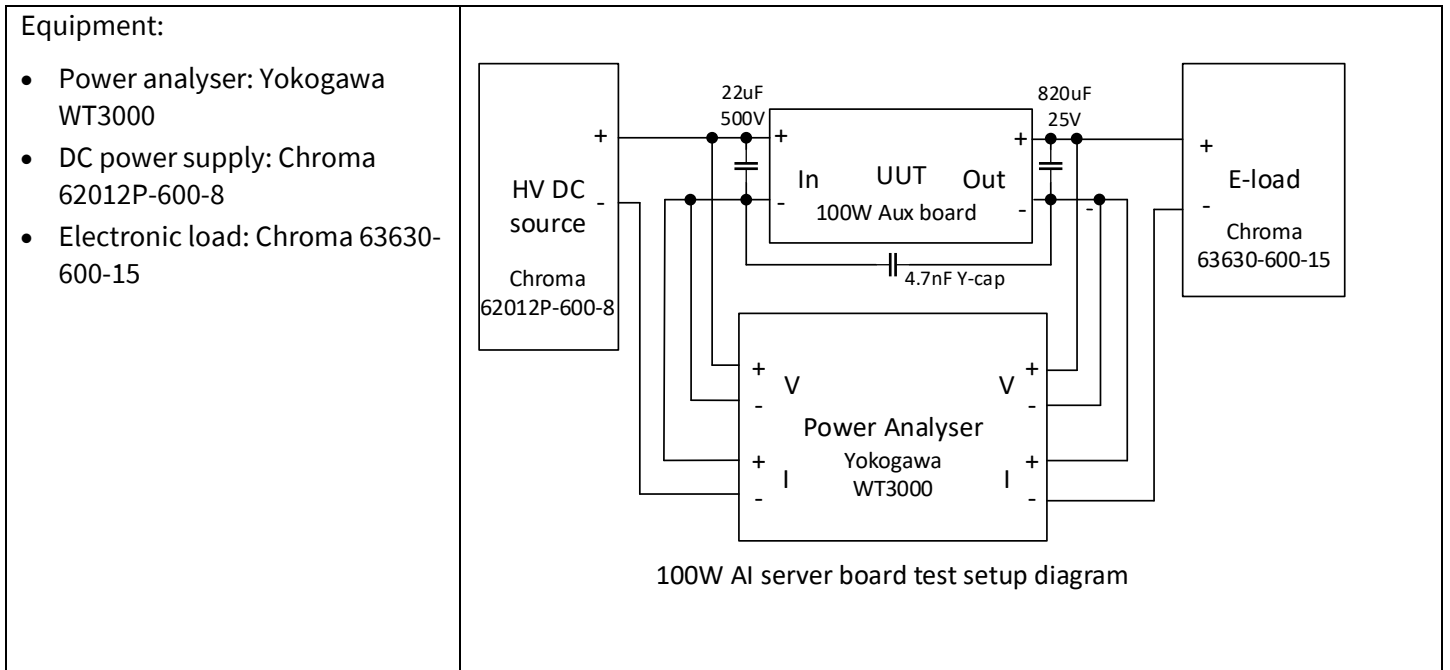 Equipment:
• Power analyser: Yokogawa
WT3000
• DC power supply: Chroma
62012P-600-8
• Electronic load: Chroma 63630-
600-15
22uF
500V
820uF
25V
+
-
HV DC
source
Chroma
62012P-600-8
+
-
In
UUT
100W Aux board
Out
+
-
-
4.7nF Y-cap
+
-
E-load
Chroma
63630-600-15
+
-
V
+
-
I
Power Analyser
Yokogawa
WT3000
V
+
-
I
+
-
100W AI server board test setup diagram